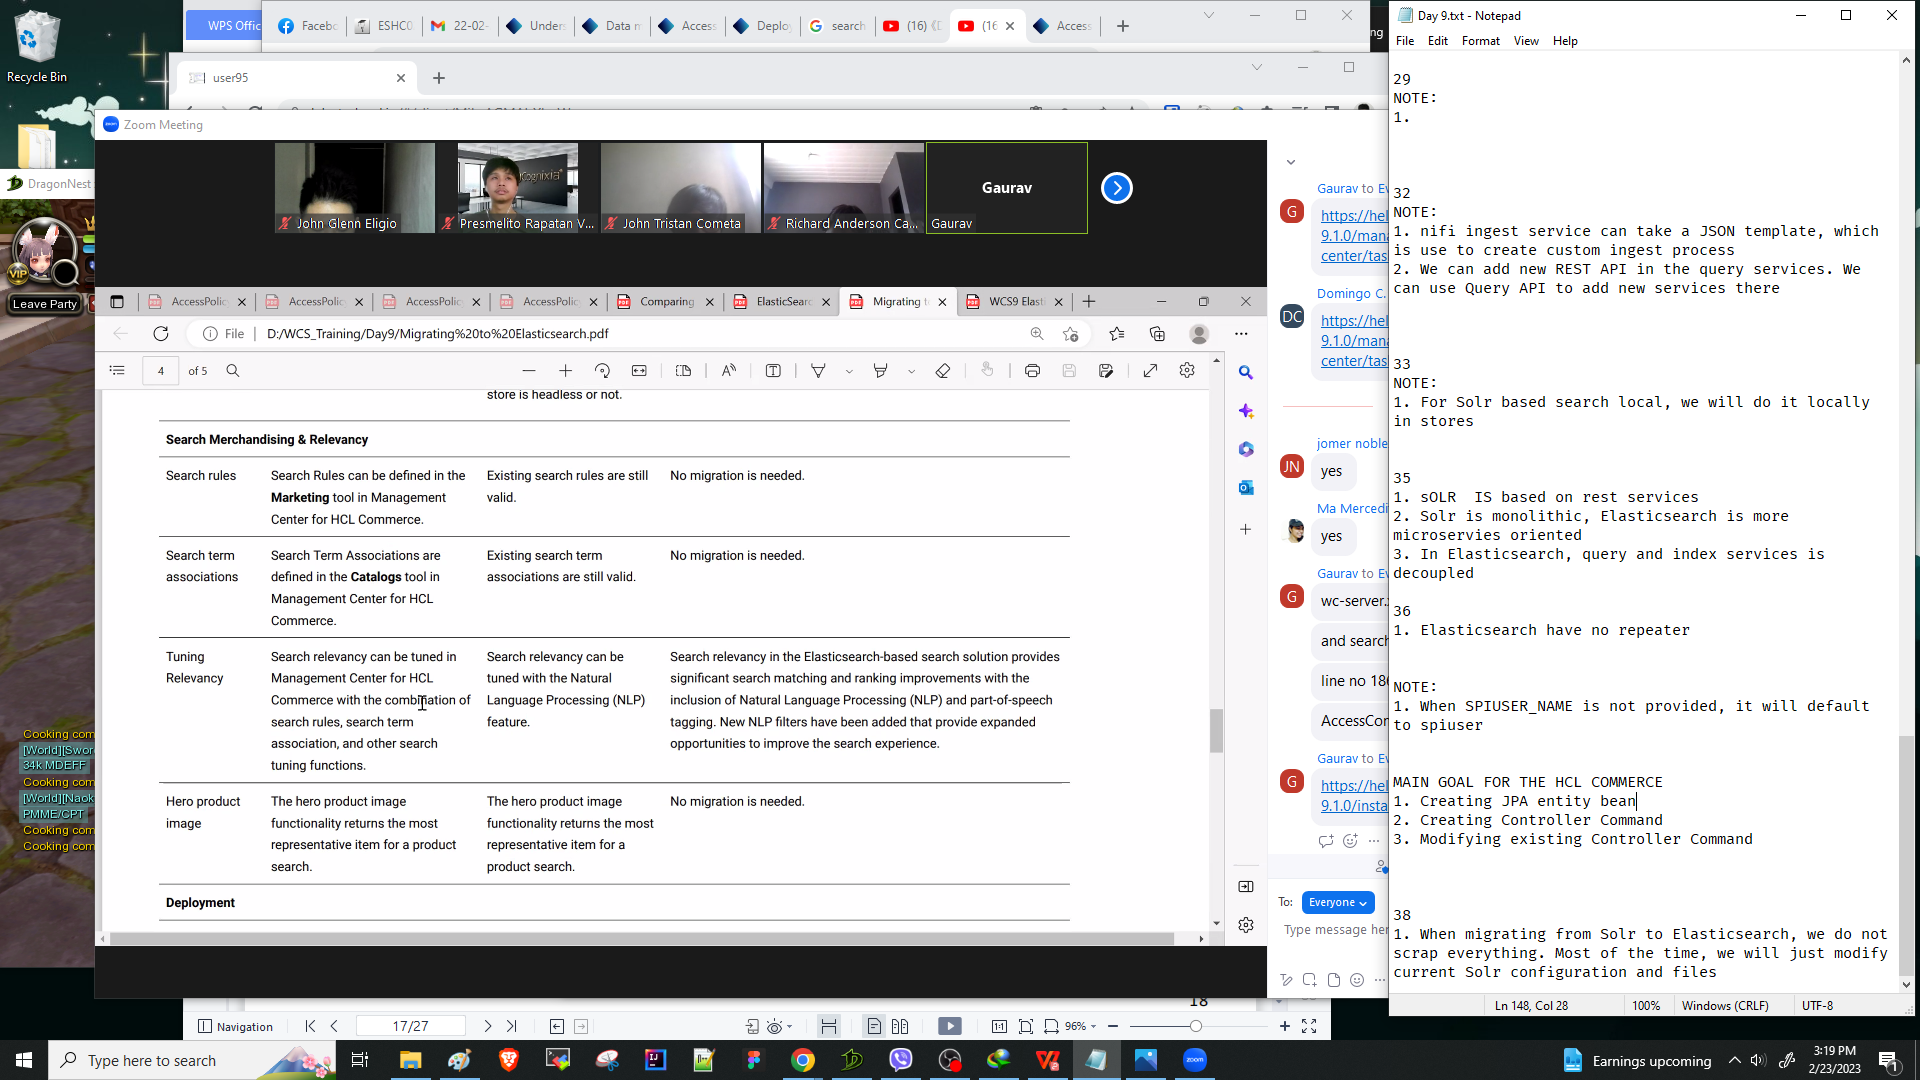 Recycle Bin
WPS Offic
Facebo
ESHC0
22-02-
Under
Data m
Access
Deploy
search
(16)
(16
Access
user95
Zoom Meeting
John Glenn Eligio
Presmelito Rapatan V...
John Tristan Cometa
Richard Anderson Ca...
Gaurav
Gaurav
DragonNest
VIP
Leave Party
AccessPolic
AccessPolic
AccessPolic
AccessPolic
Comparing
ElasticSearc
Migrating to
WCS9 Elasti
File
D:/WCS_Training/Day9/Migrating%20to%20Elasticsearch.pdf
4
of 5
store is headless or not.
Search Merchandising & Relevancy
Search rules
Search Rules can be defined in the
Marketing tool in Management
Center for HCL Commerce.
Existing search rules are still
valid.
No migration is needed.
Search term
associations
Search Term Associations are
defined in the Catalogs tool in
Management Center for HCL
Commerce.
Existing search term
associations are still valid.
No migration is needed.
Tuning
Relevancy
Search relevancy can be tuned in
Management Center for HCL
Commerce with the combination of
search rules, search term
association, and other search
tuning functions.
Search relevancy can be
tuned with the Natural
Language Processing (NLP)
feature.
Search relevancy in the Elasticsearch-based search solution provides
significant search matching and ranking improvements with the
inclusion of Natural Language Processing (NLP) and part-of-speech
tagging. New NLP filters have been added that provide expanded
opportunities to improve the search experience.
Hero product
image
The hero product image
functionality returns the most
representative item for a product
search.
The hero product image
functionality returns the most
representative item for a
product search.
No migration is needed.
Deployment
Cooking com
[World][Swor
34k MDEFF
Cooking com
[World][Naok
PMME/CPT
Cooking com
Cooking com
Gaurav to Ev
G
https://hel
9.1.0/mana
center/tas
Domingo C.
DC
https://hel
9.1.0/mana
center/tas
jomer noble
JN
yes
Ma Mercedi
yes
Gaurav to Ev
G
wc-server.
and search
line no 186
AccessCor
Gaurav to Ev
G
https://hel
9.1.0/insta
To:
Everyone
Type message her
18
Navigation
17/27
96%
Day 9.txt - Notepad
File
Edit
Format
View
Help
29
NOTE:
1.
32
NOTE:
1. nifi ingest service can take a JSON template, which
is use to create custom ingest process
2. We can add new REST API in the query services. We
can use Query API to add new services there
33
NOTE:
1. For Solr based search local, we will do it locally
in stores
35
1. sOLR  IS based on rest services
2. Solr is monolithic, Elasticsearch is more
microservies oriented
3. In Elasticsearch, query and index services is
decoupled
36
1. Elasticsearch have no repeater
NOTE:
1. When SPIUSER_NAME is not provided, it will default
to spiuser
MAIN GOAL FOR THE HCL COMMERCE
1. Creating JPA entity bean
2. Creating Controller Command
3. Modifying existing Controller Command
38
1. When migrating from Solr to Elasticsearch, we do not
scrap everything. Most of the time, we will just modify
current Solr configuration and files
Ln 148, Col 28
100%
Windows (CRLF)
UTF-8
Type here to search
Earnings upcoming
3:19 PM
2/23/2023
1